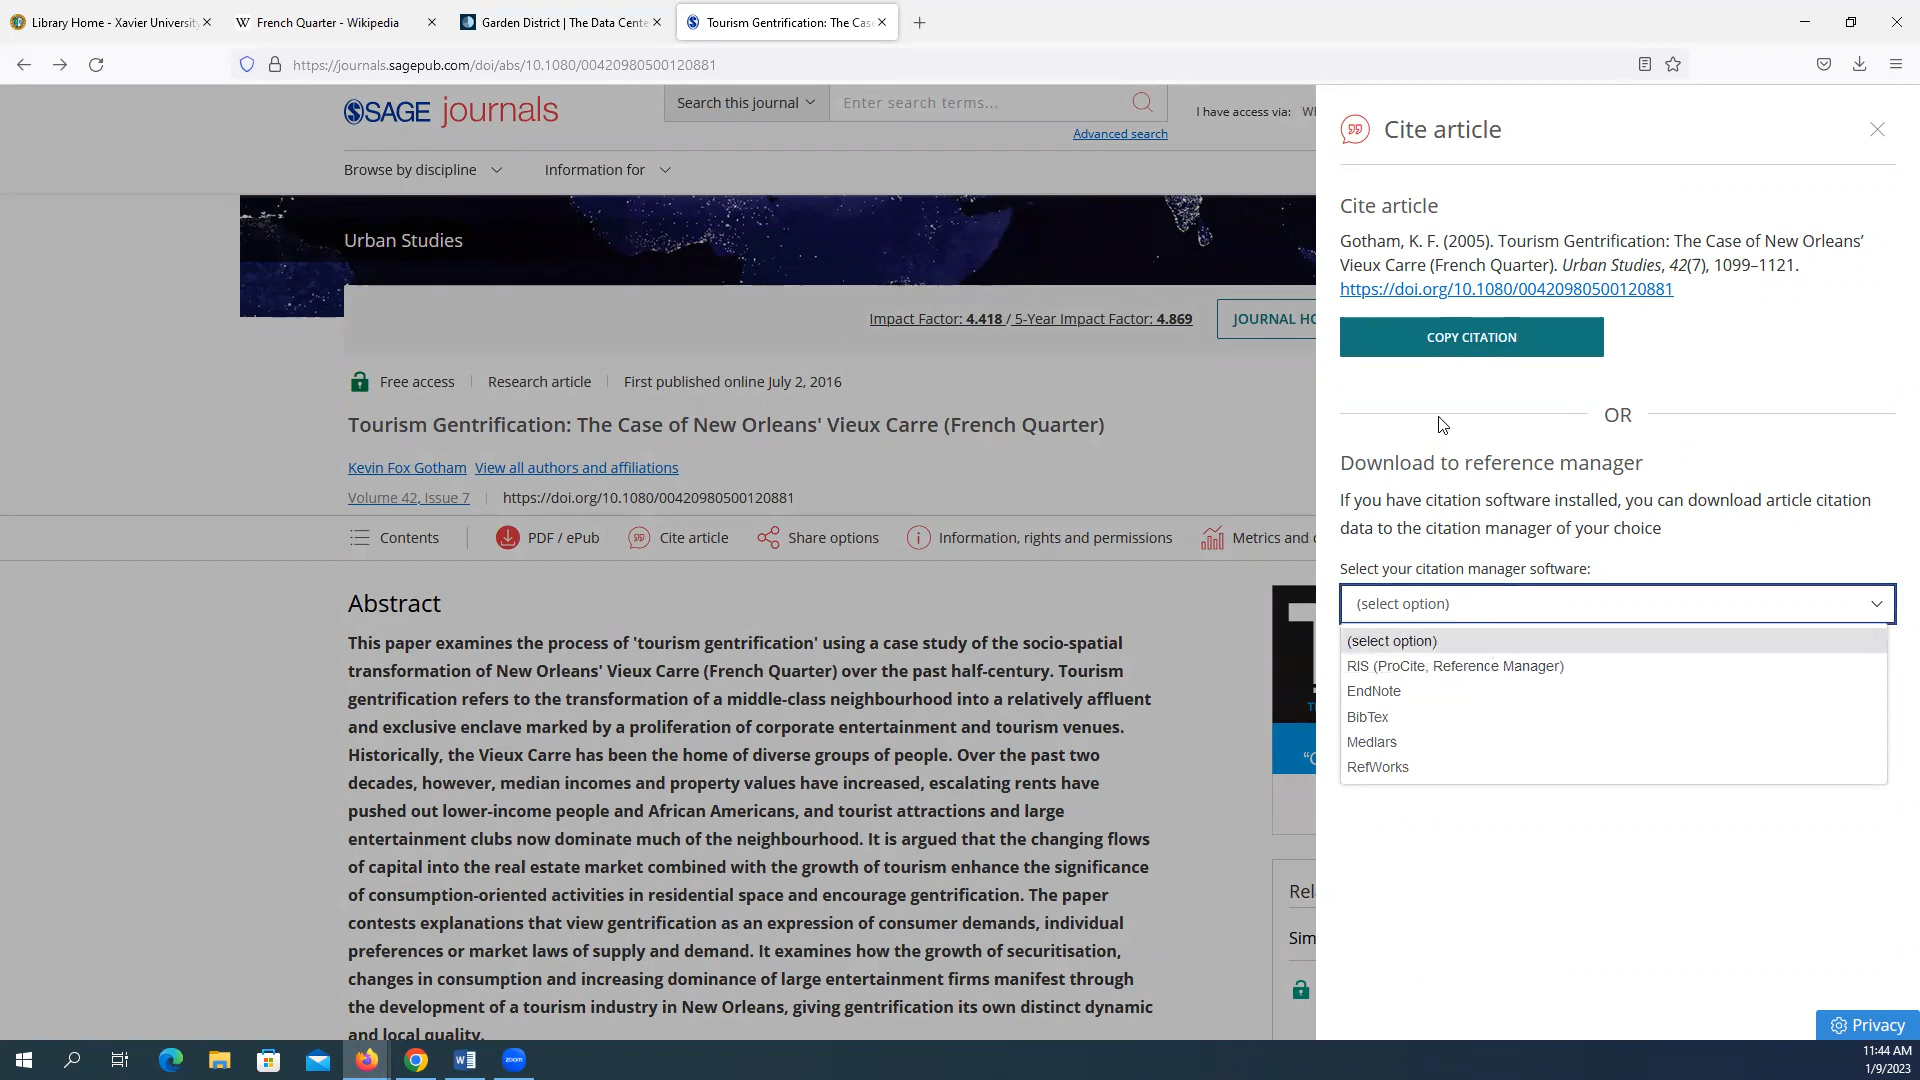 Library Home - Xavier University
French Quarter - Wikipedia
Garden District | The Data Cente
Tourism Gentrification: The Cas
https://journals.sagepub.com/doi/abs/10.1080/00420980500120881
SAGE journals
Search this journal
Enter search terms...
I have access via:
Advanced search
Browse by discipline
Information for
Urban Studies
Impact Factor: 4.418 / 5-Year Impact Factor: 4.869
JOURNAL HO
Free access
Research article
First published online July 2, 2016
Tourism Gentrification: The Case of New Orleans' Vieux Carre (French Quarter)
Kevin Fox Gotham
View all authors and affiliations
Volume 42, Issue 7
https://doi.org/10.1080/00420980500120881
Contents
PDF / ePub
Cite article
Share options
Information, rights and permissions
Metrics and
Abstract
This paper examines the process of 'tourism gentrification' using a case study of the socio-spatial
transformation of New Orleans' Vieux Carre (French Quarter) over the past half-century. Tourism
gentrification refers to the transformation of a middle-class neighbourhood into a relatively affluent
and exclusive enclave marked by a proliferation of corporate entertainment and tourism venues.
Historically, the Vieux Carre has been the home of diverse groups of people. Over the past two
decades, however, median incomes and property values have increased, escalating rents have
pushed out lower-income people and African Americans, and tourist attractions and large
entertainment clubs now dominate much of the neighbourhood. It is argued that the changing flows
of capital into the real estate market combined with the growth of tourism enhance the significance
of consumption-oriented activities in residential space and encourage gentrification. The paper
contests explanations that view gentrification as an expression of consumer demands, individual
preferences or market laws of supply and demand. It examines how the growth of securitisation,
changes in consumption and increasing dominance of large entertainment firms manifest through
the development of a tourism industry in New Orleans, giving gentrification its own distinct dynamic
and local quality.
Rel
Sim
Cite article
Cite article
Gotham, K. F. (2005). Tourism Gentrification: The Case of New Orleans’
Vieux Carre (French Quarter). Urban Studies, 42(7), 1099–1121.
https://doi.org/10.1080/00420980500120881
COPY CITATION
OR
Download to reference manager
If you have citation software installed, you can download article citation
data to the citation manager of your choice
Select your citation manager software:
(select option)
(select option)
RIS (ProCite, Reference Manager)
EndNote
BibTex
Medlars
RefWorks
Privacy
zoom
11:44 AM
1/9/2023